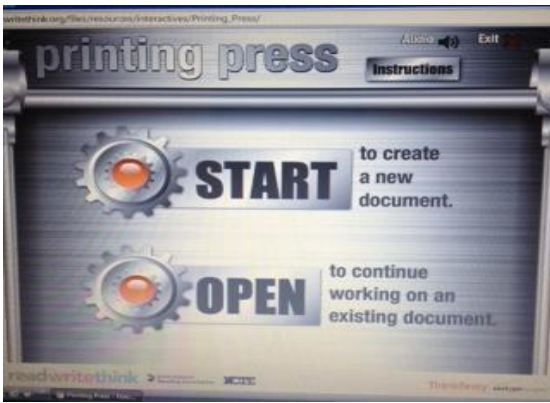 writethink.org/files/resources/interactives/Printing_Press/
Audio Exit
printing press
Instructions
START
to create
a new
document.
OPEN
to continue
working on an
existing document.
readwritethink
NCTE
Thinkfinity